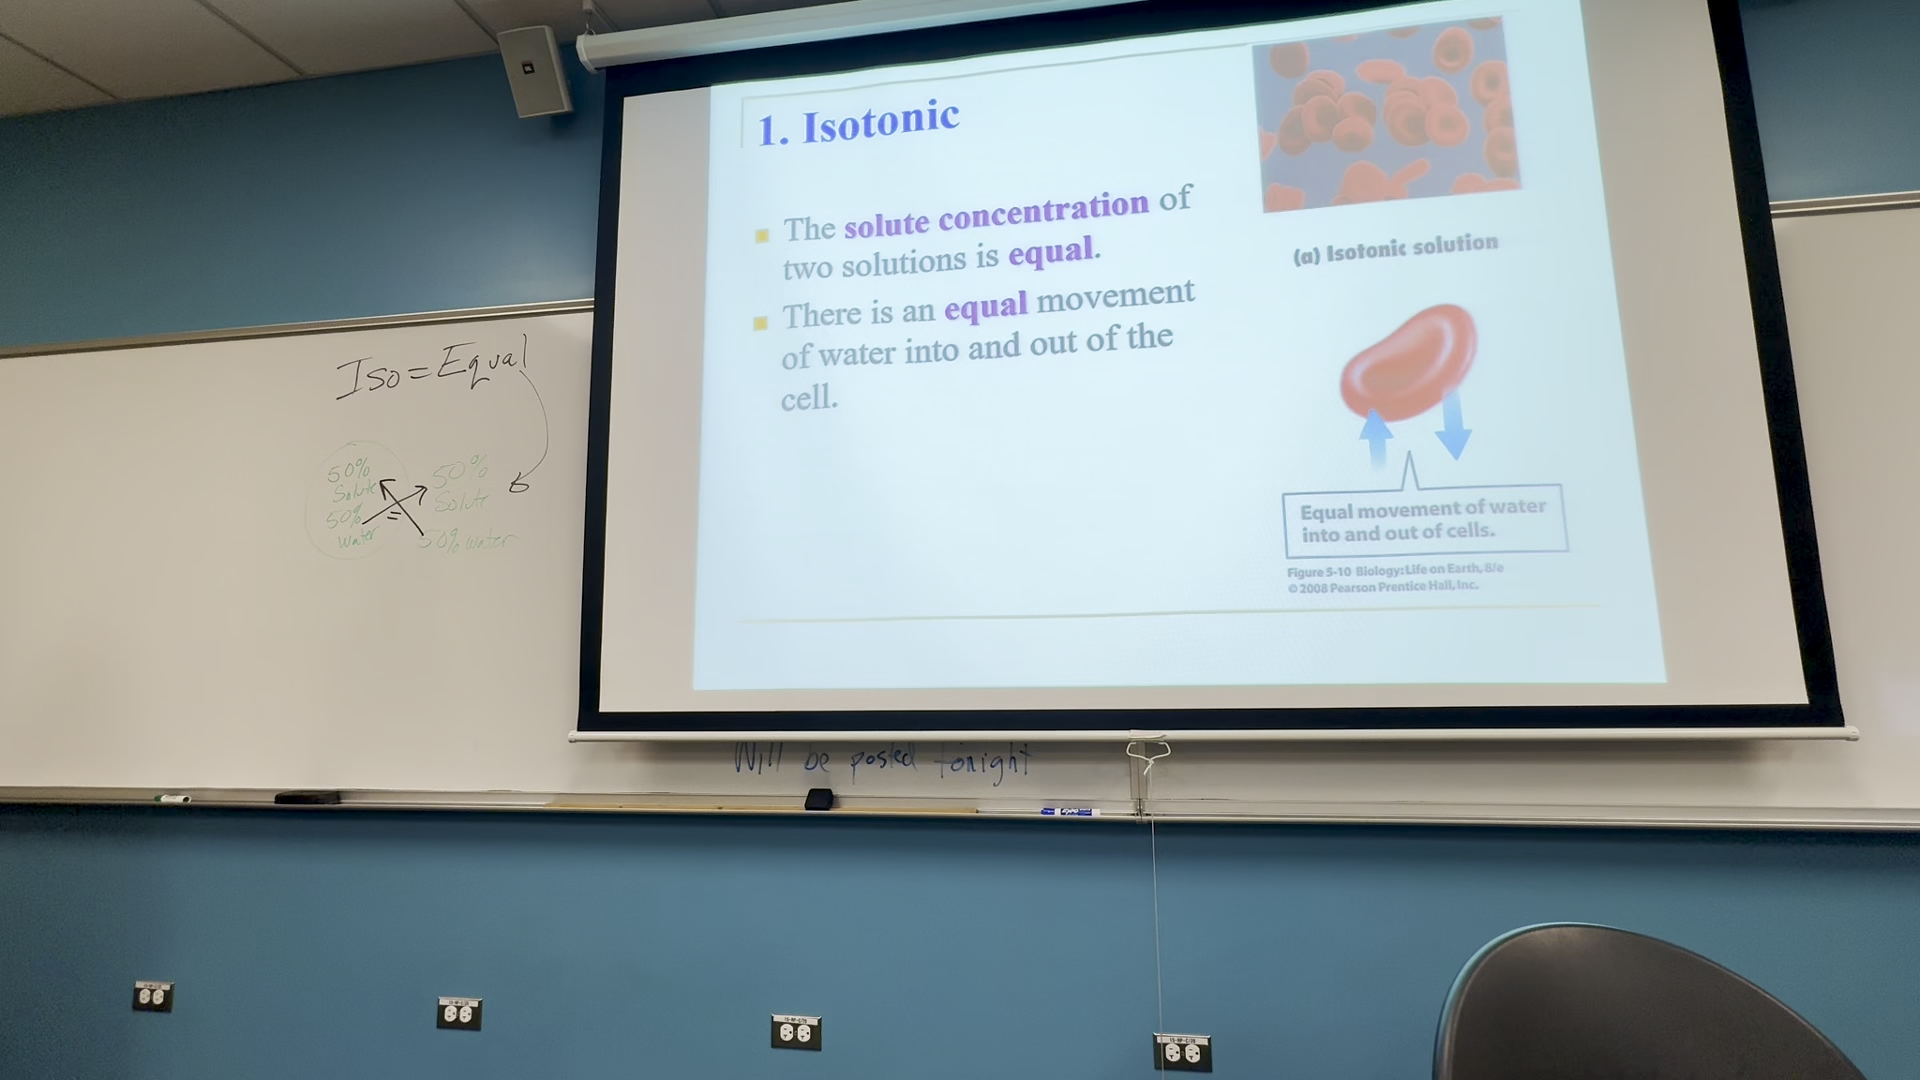 1. Isotonic
The solute concentration of
two solutions is equal.
There is an equal movement
of water into and out of the
cell.
(a) Isotonic solution
Equal movement of water
into and out of cells.
Figure 5-10 Biology: Life on Earth, 8/e
© 2008 Pearson Prentice Hall, Inc.
Iso = Equal
50%
Solute
50%
water
50%
Solute
50% water
Will be posted tonight
EXPO